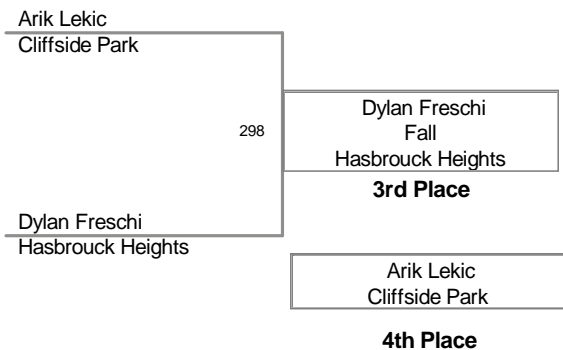 Arik Lekic
Cliffside Park
298
Dylan Freschi
Fall
Hasbrouck Heights
3rd Place
Dylan Freschi
Hasbrouck Heights
Arik Lekic
Cliffside Park
4th Place